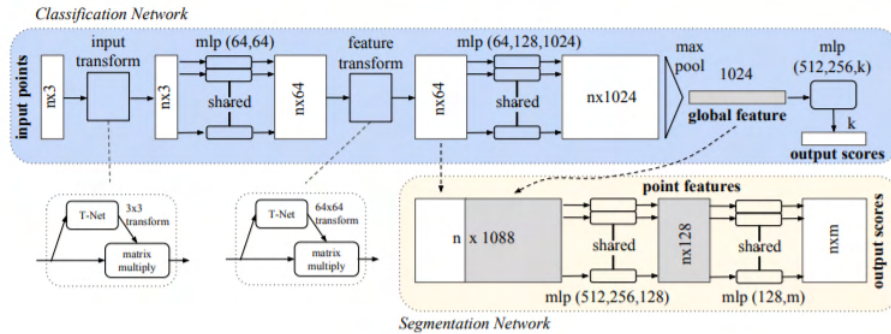 Classification Network
input points
nx3
input
transform
nx3
mlp (64,64)
shared
nx64
feature
transform
nx64
mlp (64,128,1024)
shared
nx1024
max
pool
1024
global feature
mlp
(512,256,k)
k
output scores
T-Net
3x3
transform
matrix
multiply
T-Net
64x64
transform
matrix
multiply
point features
n x 1088
shared
mlp (512,256,128)
nx128
shared
mlp (128,m)
nxm
output scores
Segmentation Network